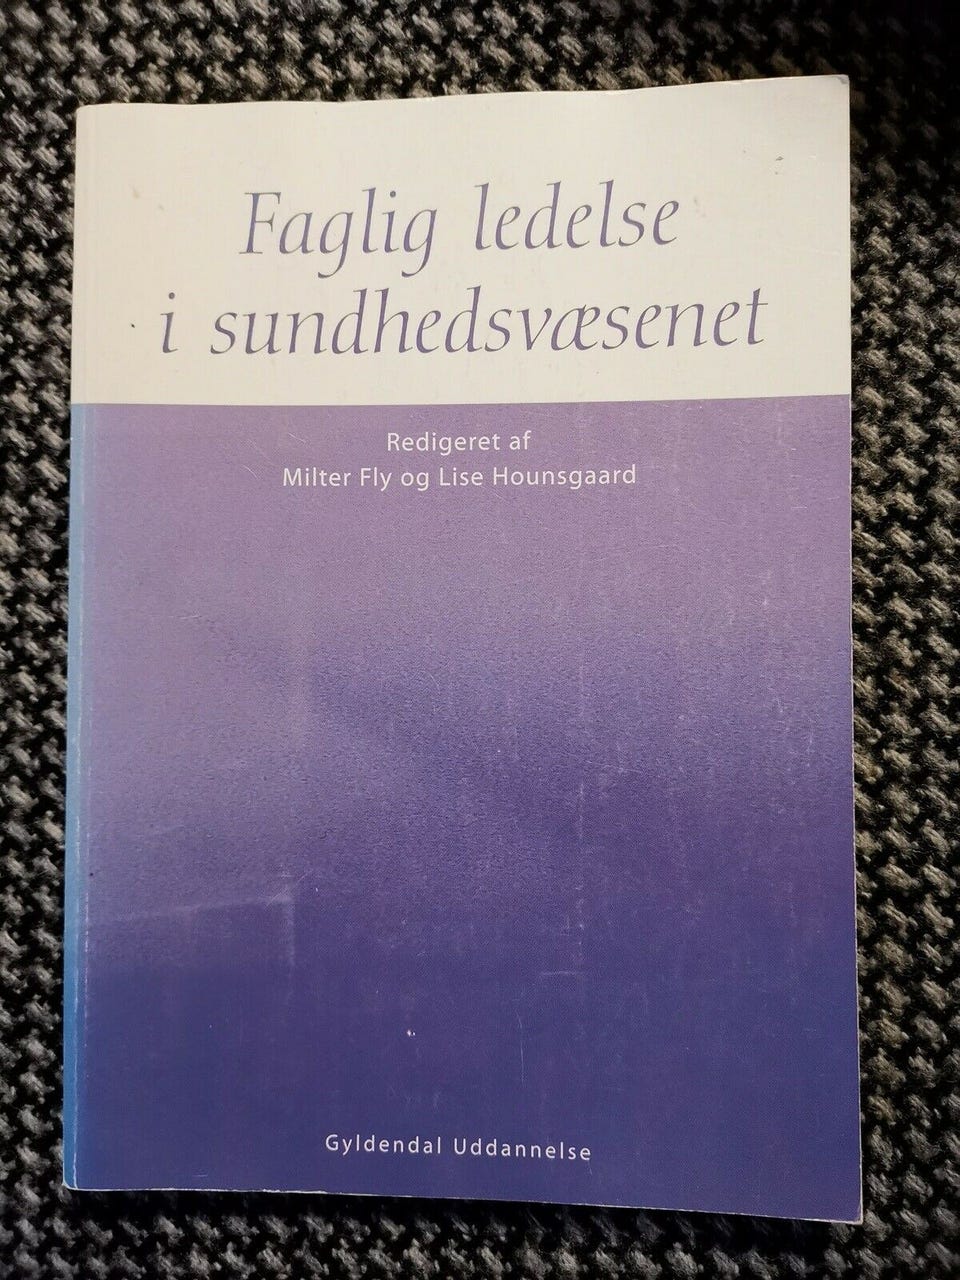 Faglig ledelse
i sundhedsvæsenet
Redigeret af
Milter Fly og Lise Hounsgaard
Gyldendal Uddannelse